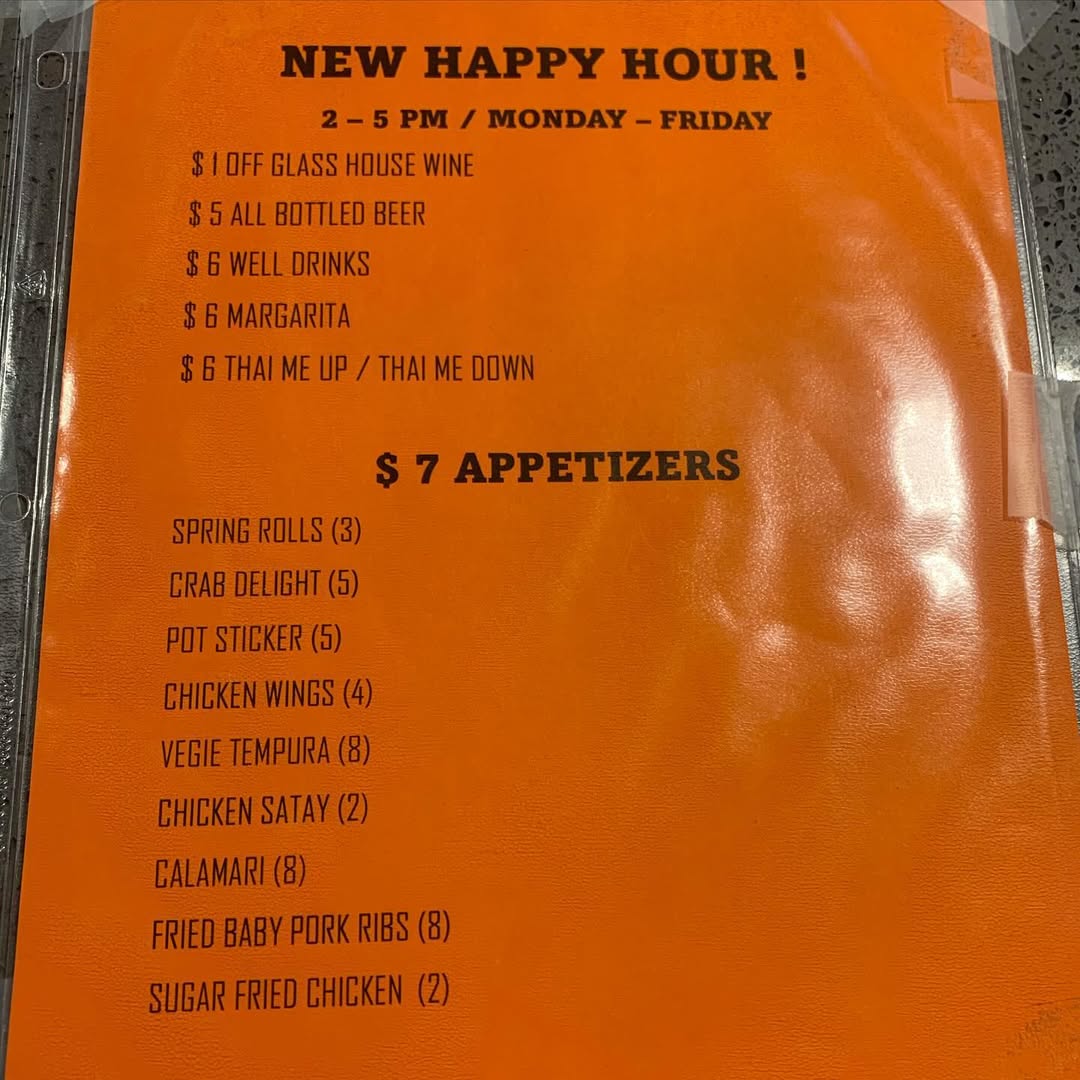 NEW HAPPY HOUR !
2 – 5 PM / MONDAY – FRIDAY
$ 1 OFF GLASS HOUSE WINE
$ 5 ALL BOTTLED BEER
$ 6 WELL DRINKS
$ 6 MARGARITA
$ 6 THAI ME UP / THAI ME DOWN
$ 7 APPETIZERS
SPRING ROLLS (3)
CRAB DELIGHT (5)
POT STICKER (5)
CHICKEN WINGS (4)
VEGIE TEMPURA (8)
CHICKEN SATAY (2)
CALAMARI (8)
FRIED BABY PORK RIBS (8)
SUGAR FRIED CHICKEN (2)